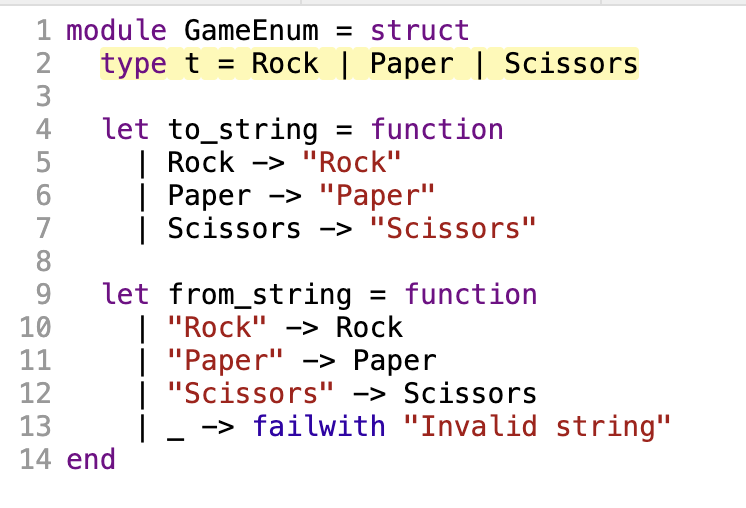 1 module GameEnum = struct
2   type t = Rock | Paper | Scissors
3
4   let to_string = function
5     | Rock -> "Rock"
6     | Paper -> "Paper"
7     | Scissors -> "Scissors"
8
9   let from_string = function
10     | "Rock" -> Rock
11     | "Paper" -> Paper
12     | "Scissors" -> Scissors
13     | _ -> failwith "Invalid string"
14 end